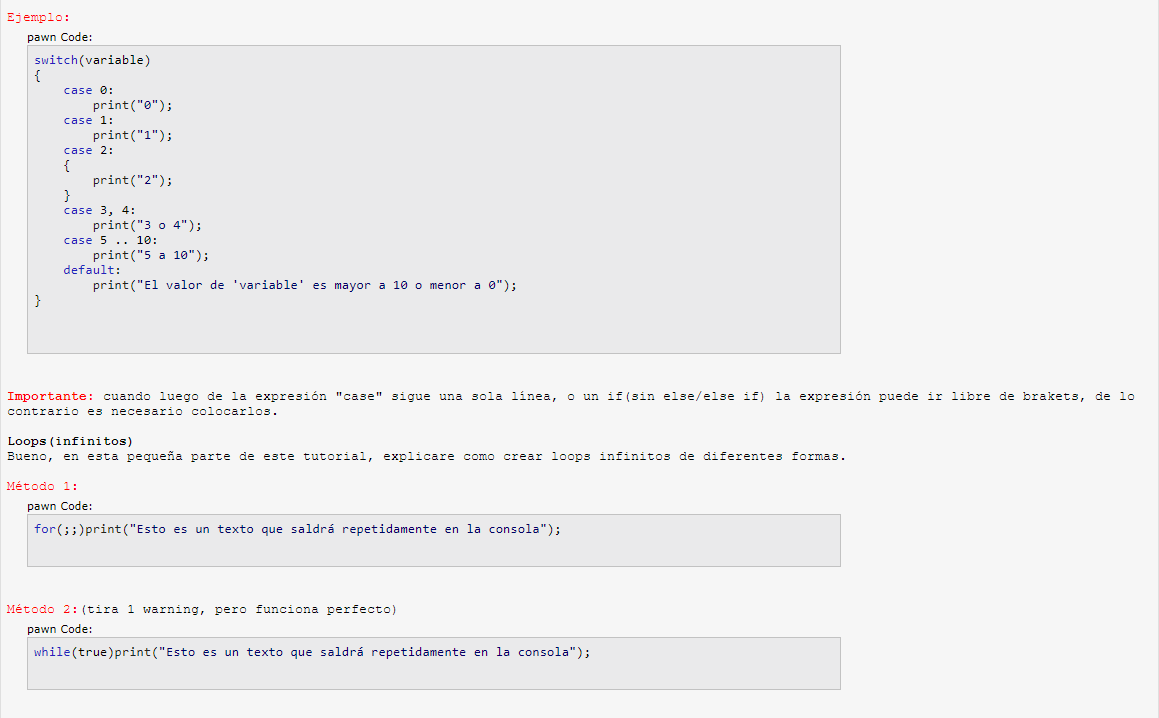 Ejemplo:
pawn Code:
switch(variable)
{
    case 0:
        print("0");
    case 1:
        print("1");
    case 2:
    {
        print("2");
    }
    case 3, 4:
        print("3 o 4");
    case 5 .. 10:
        print("5 a 10");
    default:
        print("El valor de 'variable' es mayor a 10 o menor a 0");
}
Importante: cuando luego de la expresión "case" sigue una sola línea, o un if(sin else/else if) la expresión puede ir libre de brakets, de lo
contrario es necesario colocarlos.
Loops(infinitos)
Bueno, en esta pequeña parte de este tutorial, explicare como crear loops infinitos de diferentes formas.
Método 1:
pawn Code:
for(;;)print("Esto es un texto que saldrá repetidamente en la consola");
Método 2:(tira 1 warning, pero funciona perfecto)
pawn Code:
while(true)print("Esto es un texto que saldrá repetidamente en la consola");